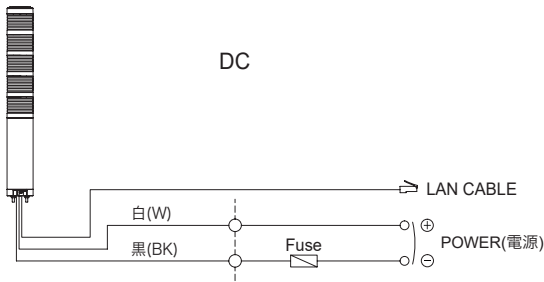 DC
LAN CABLE
白(W)
黒(BK)
Fuse
⊕
POWER(電源)
⊖